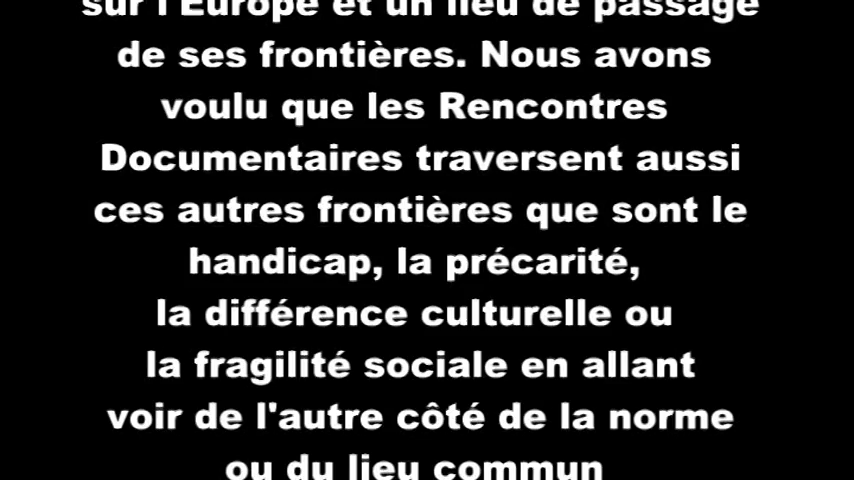 sur l'Europe et un lieu de passage
de ses frontières. Nous avons
voulu que les Rencontres
Documentaires traversent aussi
ces autres frontières que sont le
handicap, la précarité,
la différence culturelle ou
la fragilité sociale en allant
voir de l'autre côté de la norme
ou du lieu commun